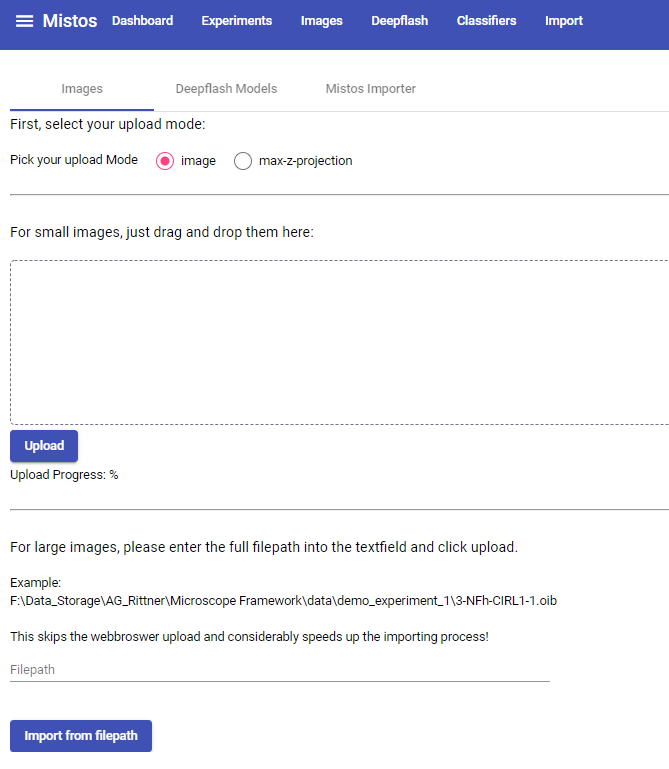 Mistos Dashboard Experiments Images Deepflash Classifiers Import
Images Deepflash Models Mistos Importer
First, select your upload mode:
Pick your upload Mode image max-z-projection
For small images, just drag and drop them here:
Upload
Upload Progress: %
For large images, please enter the full filepath into the textfield and click upload.
Example:
F:\Data_Storage\AG_Rittner\Microscope Framework\data\demo_experiment_1\3-NFh-CIRL1-1.oib
This skips the webbroswer upload and considerably speeds up the importing process!
Filepath
Import from filepath